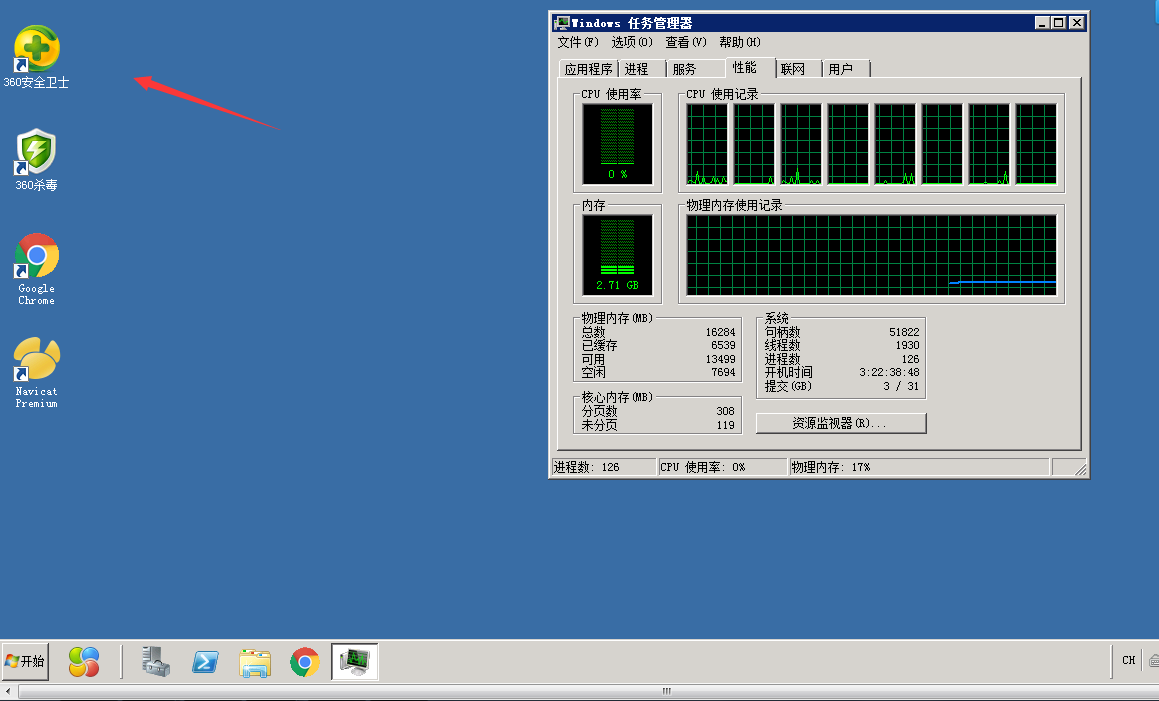 360安全卫士
360杀毒
Google
Chrome
Navicat
Premium
Windows 任务管理器
文件(F) 选项(O) 查看(V) 帮助(H)
应用程序 进程 服务 性能 联网 用户
CPU 使用率
0 %
CPU 使用记录
内存
2.71 GB
物理内存使用记录
物理内存(MB)
总数 16284
已缓存 6539
可用 13499
空闲 7694
核心内存(MB)
分页数 308
未分页 119
系统
句柄数 51822
线程数 1930
进程数 126
开机时间 3:22:38:48
提交(GB) 3 / 31
资源监视器(R)...
进程数: 126 CPU 使用率: 0% 物理内存: 17%
开始
CH